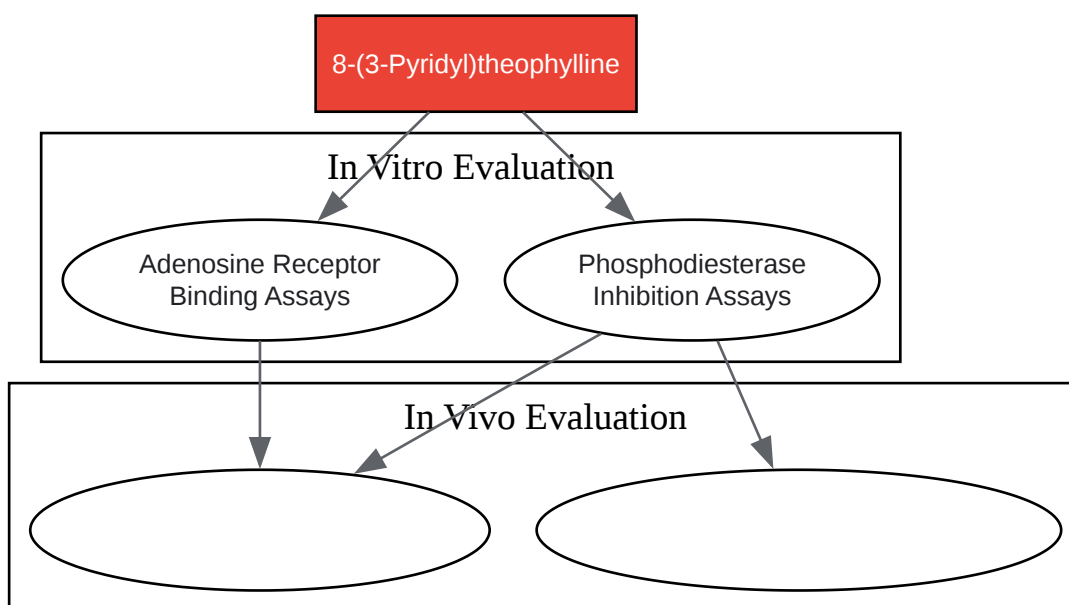 8-(3-Pyridyl)theophylline
In Vitro Evaluation
Adenosine Receptor
Binding Assays
Phosphodiesterase
Inhibition Assays
In Vivo Evaluation